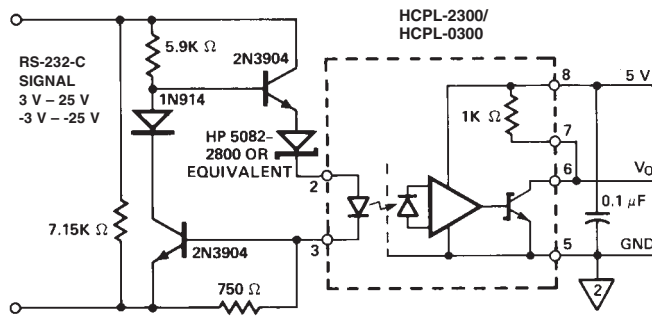 HCPL-2300/
HCPL-0300
5.9K Ω
2N3904
RS-232-C
SIGNAL
3 V – 25 V
-3 V – -25 V
1N914
8
5 V
1K Ω
7
HP 5082-
2800 OR
EQUIVALENT
2
6
VO
0.1 μF
7.15K Ω
2N3904
3
5
GND
750 Ω
2